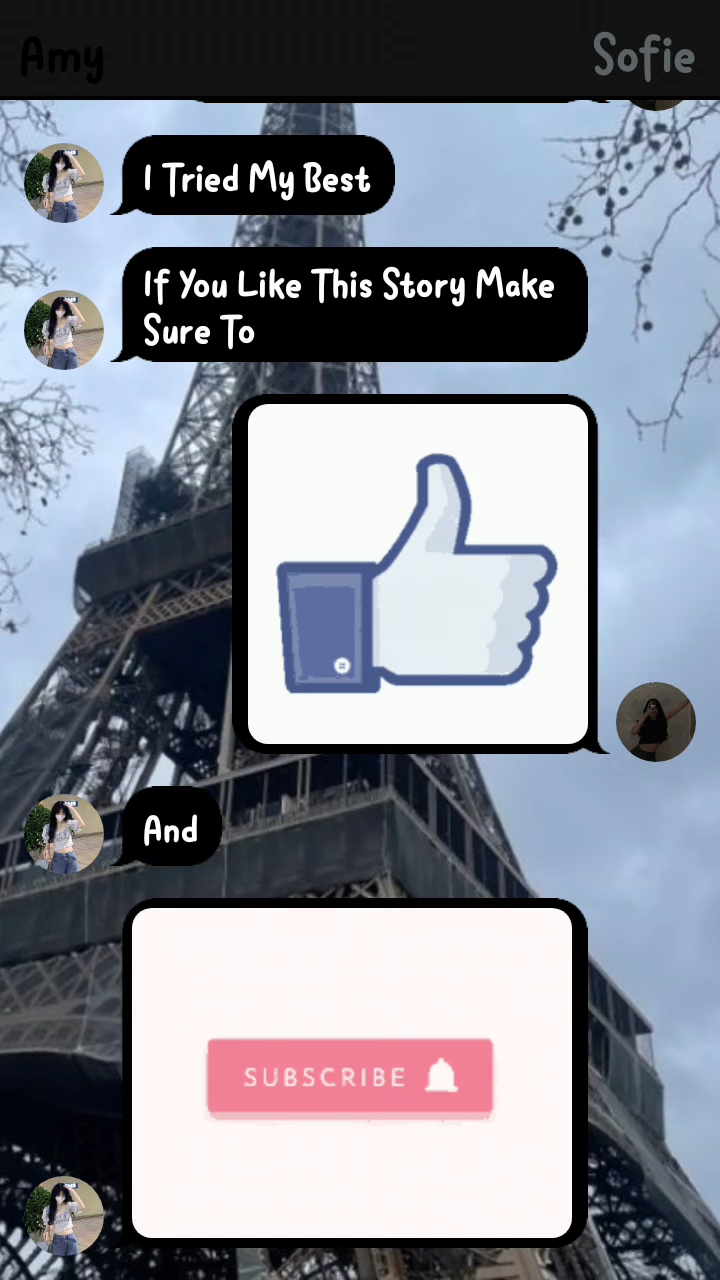 Amy
Sofie
I Tried My Best
If You Like This Story Make
Sure To
And
SUBSCRIBE